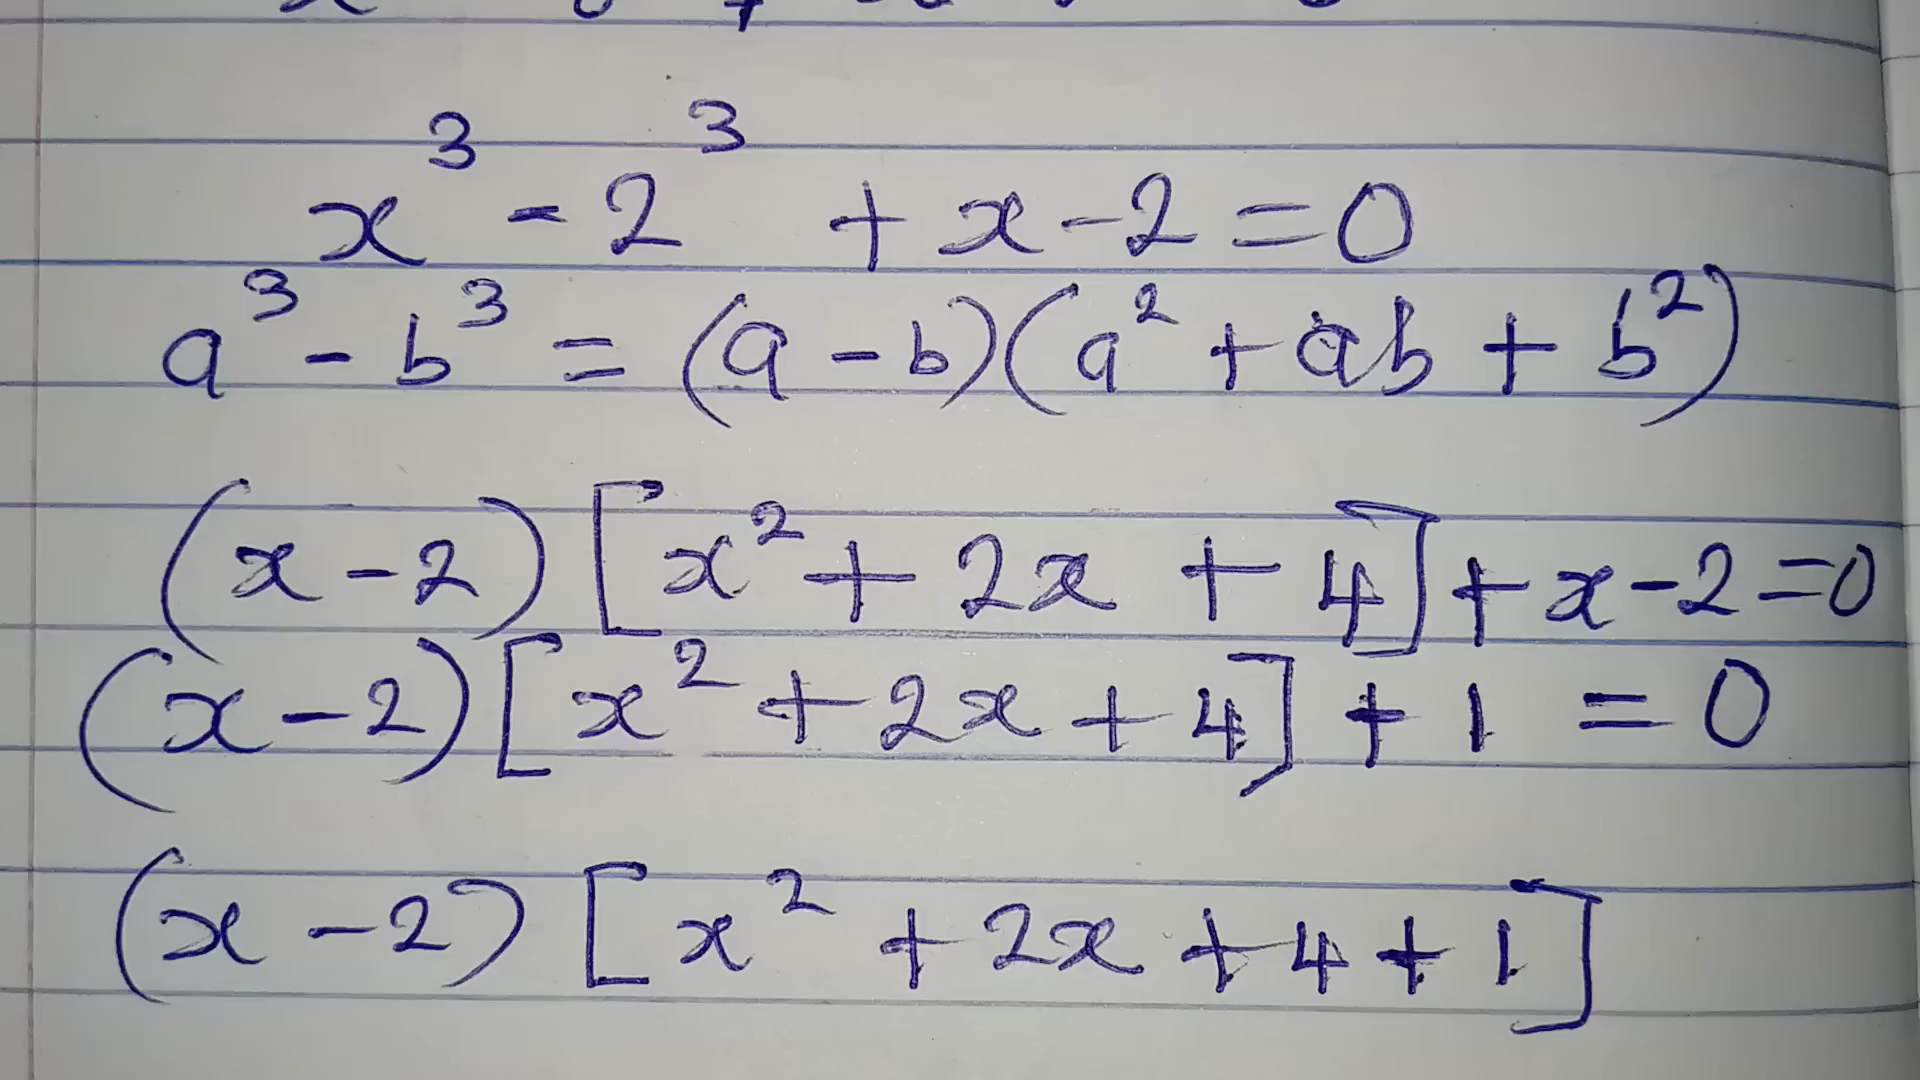 x³ - 2³ + x - 2 = 0
a³ - b³ = (a - b)(a² + ab + b²)
(x - 2)[x² + 2x + 4] + x - 2 = 0
(x - 2)[x² + 2x + 4] + 1 = 0
(x - 2)[x² + 2x + 4 + 1]